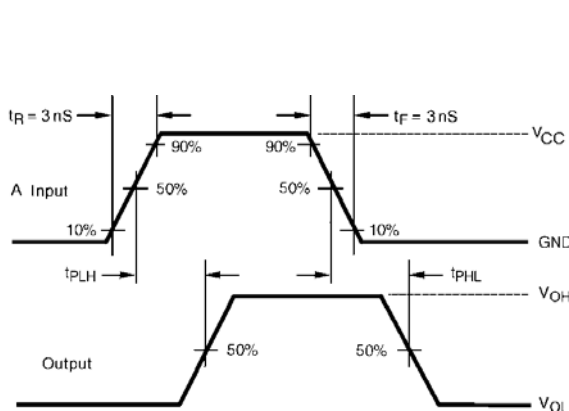 tR = 3 nS
tF = 3 nS
VCC
90%
90%
A Input
50%
50%
10%
10%
GND
tPLH
tPHL
VOH
Output
50%
50%
VOL